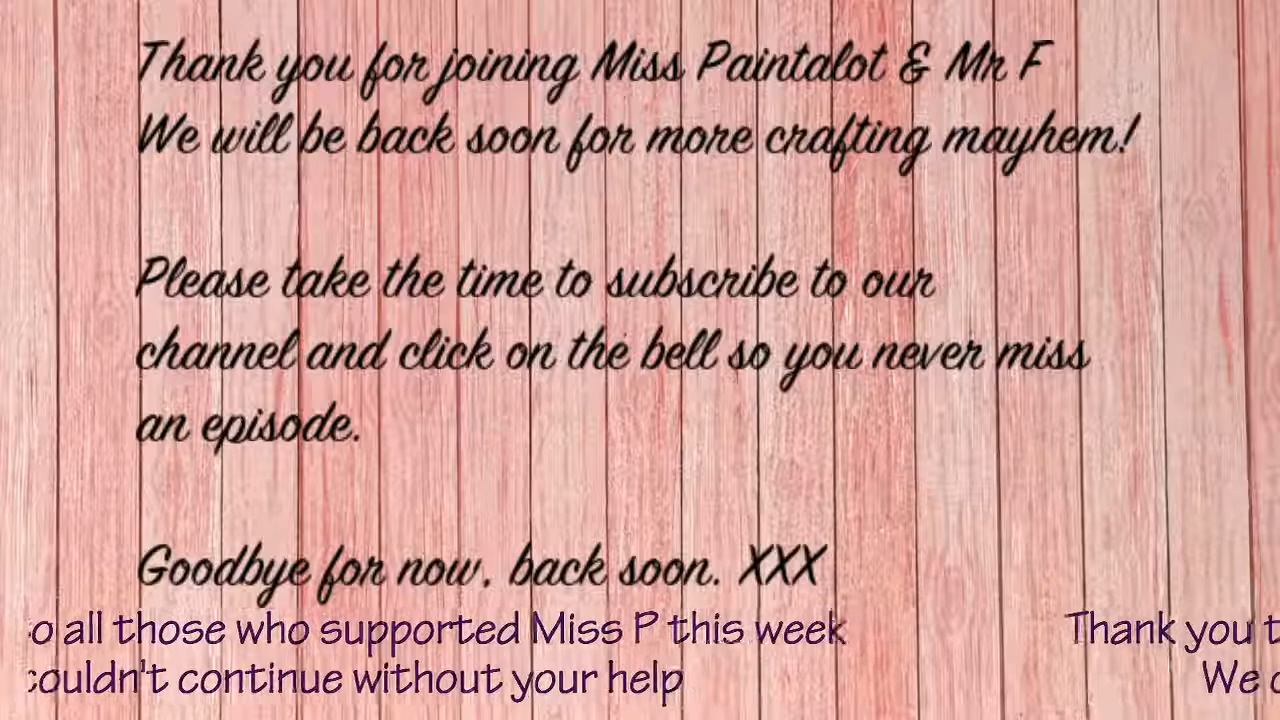 Thank you for joining Miss Paintalot & Mr F
We will be back soon for more crafting mayhem!
Please take the time to subscribe to our
channel and click on the bell so you never miss
an episode.
Goodbye for now. back soon. XXX
o all those who supported Miss P this week
couldn't continue without your help
Thank you t
We c